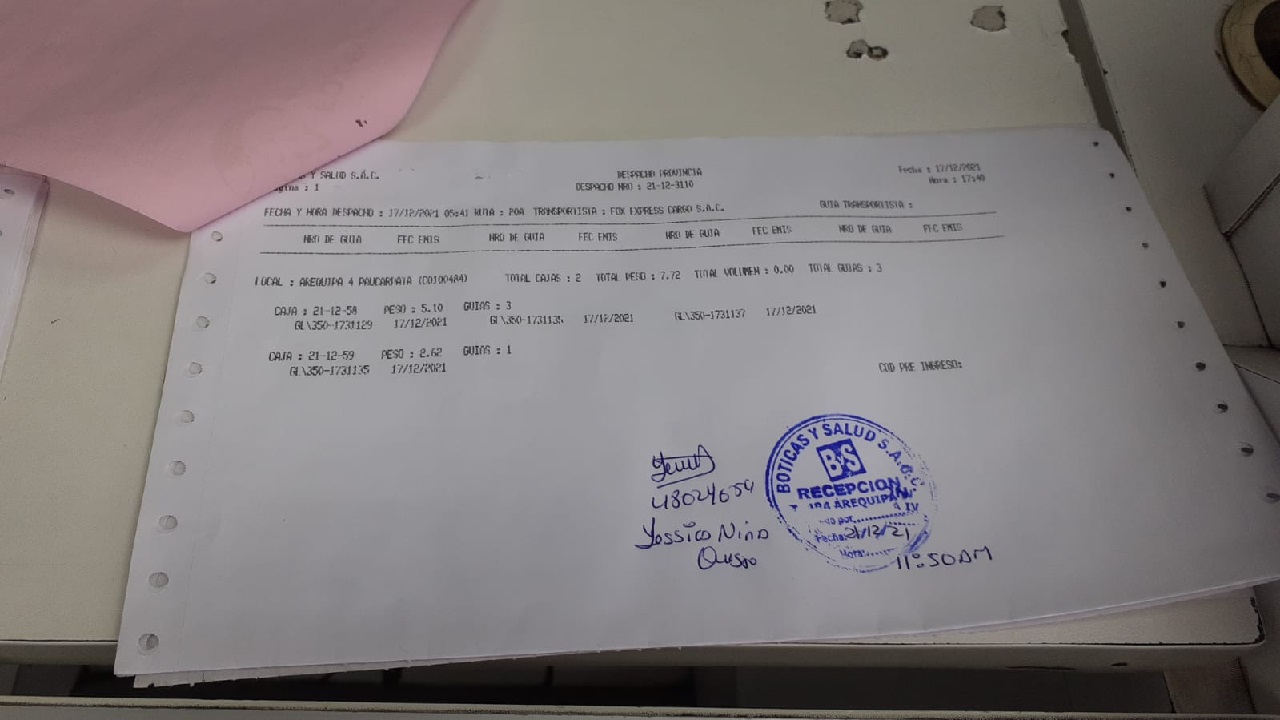 Y SALUD S.A.C.
DESPACHO PROVINCIA
Fecha : 17/12/2021
gina : 1
DESPACHO NRO : 21-12-3110
Hora : 17:40
FECHA Y HORA DESPACHO : 17/12/2021 05:41 RUTA : POA TRANSPORTISTA : FOX EXPRESS CARGO S.A.C. GUIA TRANSPORTISTA :
NRO DE GUIA FEC EMIS NRO DE GUIA FEC EMIS NRO DE GUIA FEC EMIS NRO DE GUIA FEC EMIS
LOCAL : AREQUIPA 4 PAUCARPATA TOTAL CAJAS : 2 TOTAL PESO : 7.72 TOTAL VOLUMEN : 0.00 TOTAL GUIAS : 3
CAJA : 21-12-58 PESO : 5.10 GUIAS : 3
GL\350-1731129 17/12/2021 17/12/2021 GL\350-1731137 17/12/2021
CAJA : 21-12-59 PESO : 2.62 GUIAS : 1
GL\350-1731135 17/12/2021
COD PRE INGRESO:
BOTICAS Y SALUD S.A.C.
B&S
RECEPCION
184 AREQUIPA IV
Fecha: 21/12/21
Hora:
11:50AM
48024654
Yessica Nina
Quispe